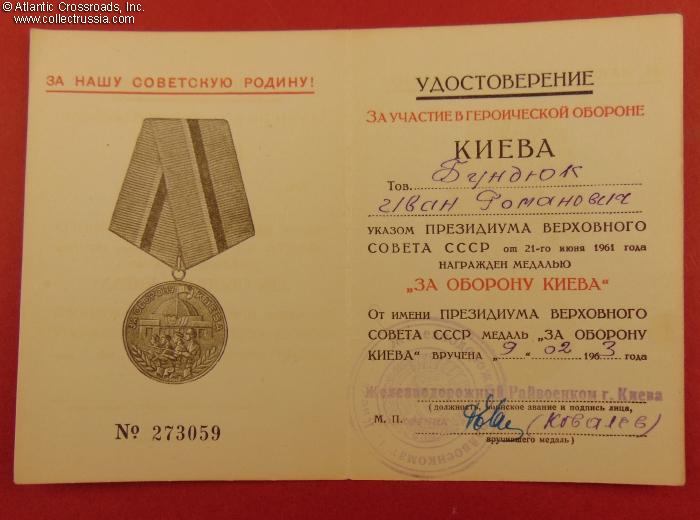 © Atlantic Crossroads, Inc.
www.collectrussia.com
ЗА НАШУ СОВЕТСКУЮ РОДИНУ!
ЗА ОБОРОНУ КИЕВА
№ 273059
УДОСТОВЕРЕНИЕ
ЗА УЧАСТИЕ В ГЕРОИЧЕСКОЙ ОБОРОНЕ
КИЕВА
Тов. Бундюк
Иван Романович
УКАЗОМ ПРЕЗИДИУМА ВЕРХОВНОГО
СОВЕТА СССР от 21-го июня 1961 года
НАГРАЖДЕН МЕДАЛЬЮ
„ЗА ОБОРОНУ КИЕВА“
От имени ПРЕЗИДИУМА ВЕРХОВНОГО
СОВЕТА СССР МЕДАЛЬ „ЗА ОБОРОНУ
КИЕВА“ ВРУЧЕНА „9“ 02 1963 года
Железнодорожный Райвоенком г. Киева
(должность, воинское звание и подпись лица,
М. П. (Ковалев)
вручившего медаль)